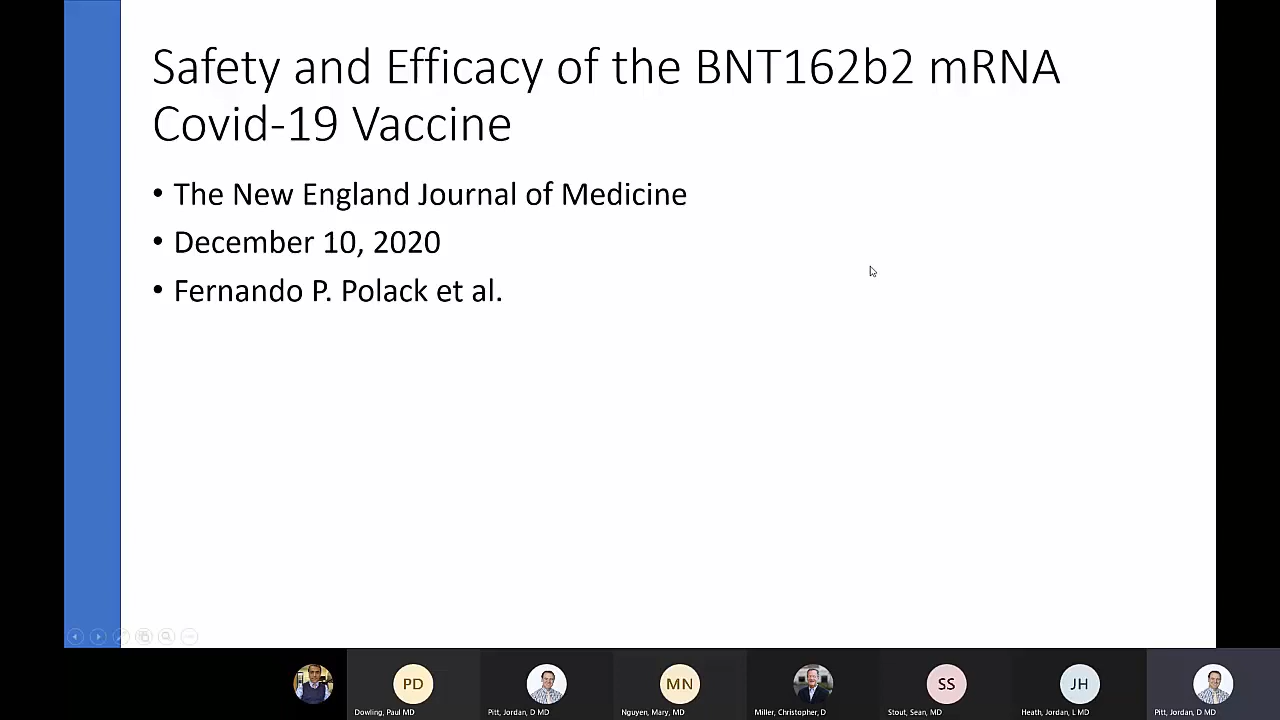 Safety and Efficacy of the BNT162b2 mRNA
Covid-19 Vaccine
• The New England Journal of Medicine
• December 10, 2020
• Fernando P. Polack et al.
PD
MN
SS
JH
Dowling, Paul MD
Pitt, Jordan, D MD
Nguyen, Mary, MD
Miller, Christopher, D
Stout, Sean, MD
Heath, Jordan, L MD
Pitt, Jordan, D MD